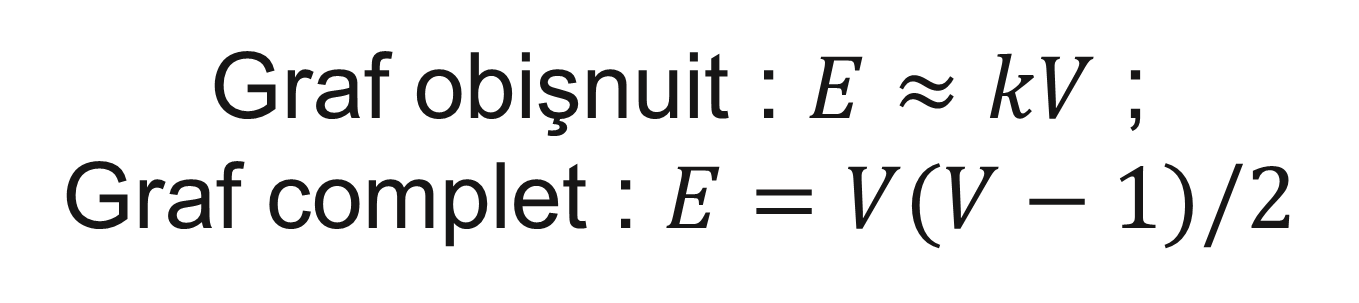 Graf obişnuit : E ≈ kV ;
Graf complet : E = V(V − 1)/2